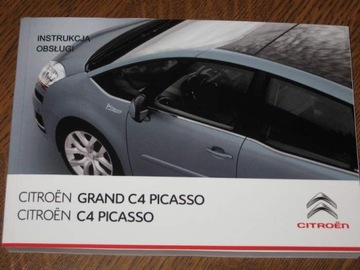 INSTRUKCJA
OBSŁUGI
CITROËN GRAND C4 PICASSO
CITROËN C4 PICASSO
CITROËN